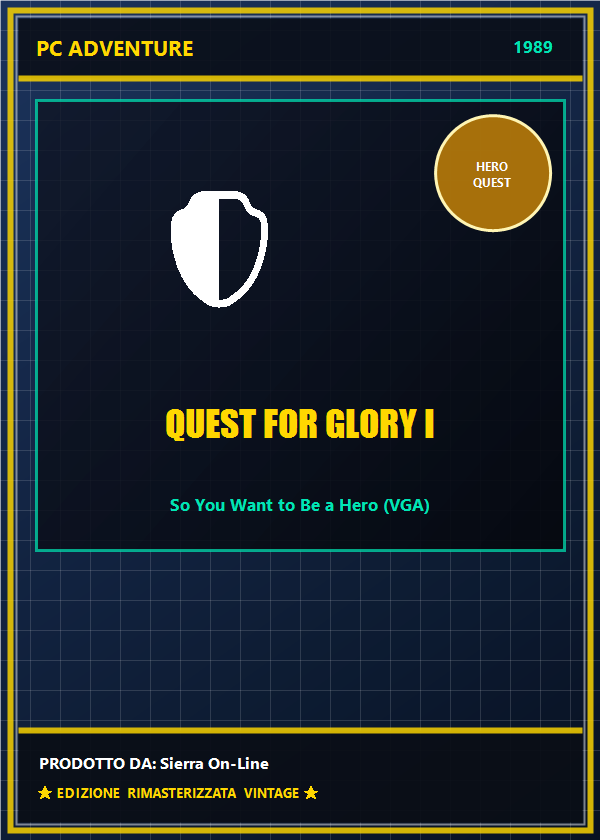 PC ADVENTURE
1989
HERO
QUEST
QUEST FOR GLORY I
So You Want to Be a Hero (VGA)
PRODOTTO DA: Sierra On-Line
★ EDIZIONE RIMASTERIZZATA VINTAGE ★